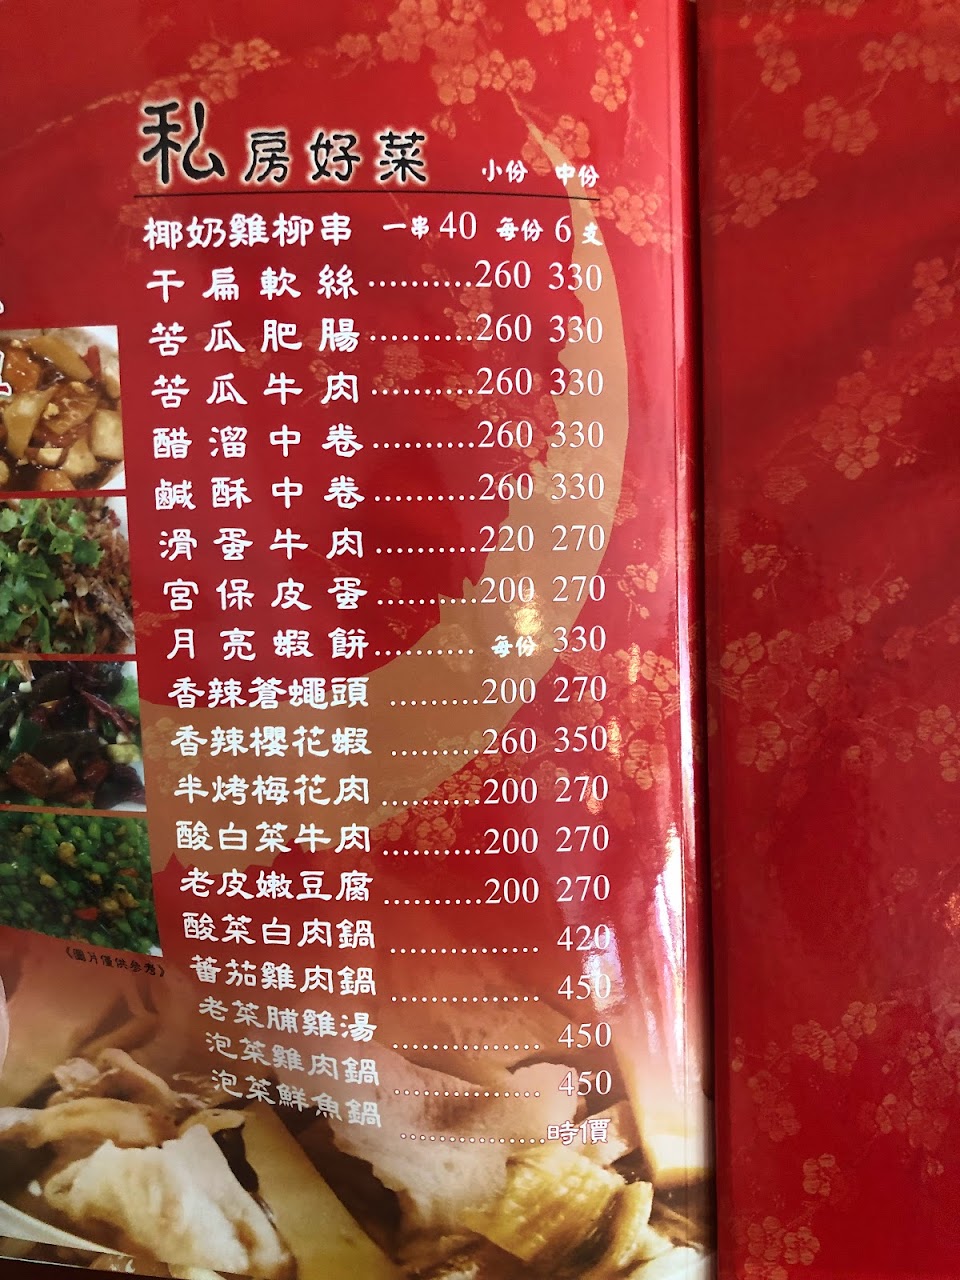 私房好菜 小份 中份
椰奶雞柳串 一串40 每份6支
干扁軟絲..........260 330
苦瓜肥腸..........260 330
苦瓜牛肉..........260 330
醋溜中卷..........260 330
鹹酥中卷..........260 330
滑蛋牛肉..........220 270
宮保皮蛋..........200 270
月亮蝦餅.......... 每份 330
香辣蒼蠅頭..........200 270
香辣櫻花蝦..........260 350
半烤梅花肉..........200 270
酸白菜牛肉..........200 270
老皮嫩豆腐..........200 270
酸菜白肉鍋............... 420
蕃茄雞肉鍋............... 450
老菜脯雞湯............... 450
泡菜雞肉鍋............... 450
泡菜鮮魚鍋...............時價
《圖片僅供參考》